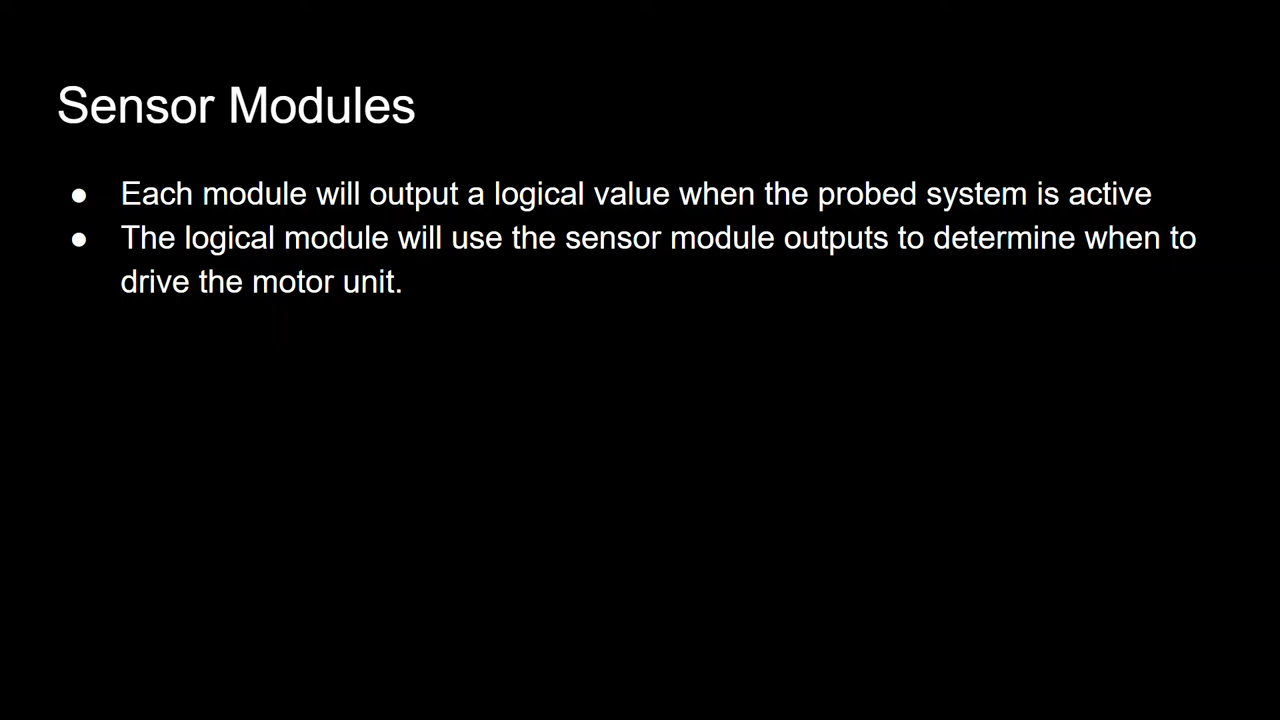 Sensor Modules
● Each module will output a logical value when the probed system is active
● The logical module will use the sensor module outputs to determine when to
drive the motor unit.